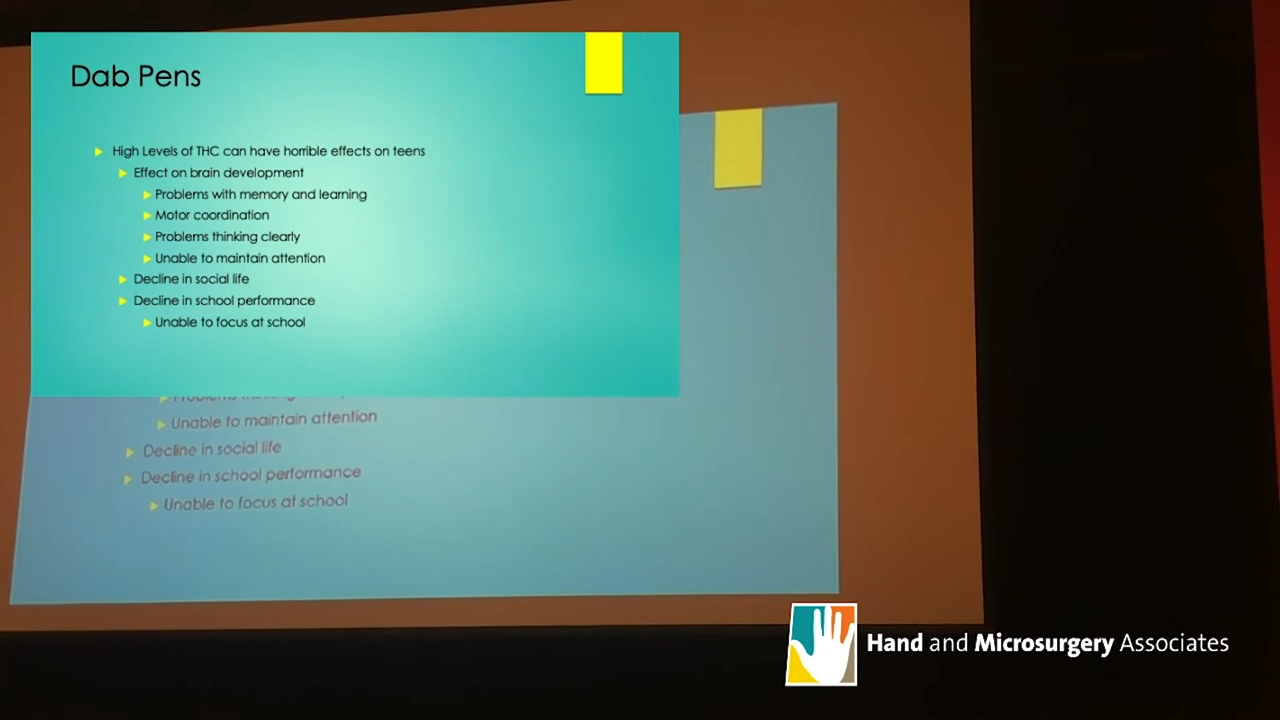 Dab Pens
High Levels of THC can have horrible effects on teens
Effect on brain development
Problems with memory and learning
Motor coordination
Problems thinking clearly
Unable to maintain attention
Decline in social life
Decline in school performance
Unable to focus at school
Unable to maintain attention
Decline in social life
Decline in school performance
Unable to focus at school
Hand and Microsurgery Associates